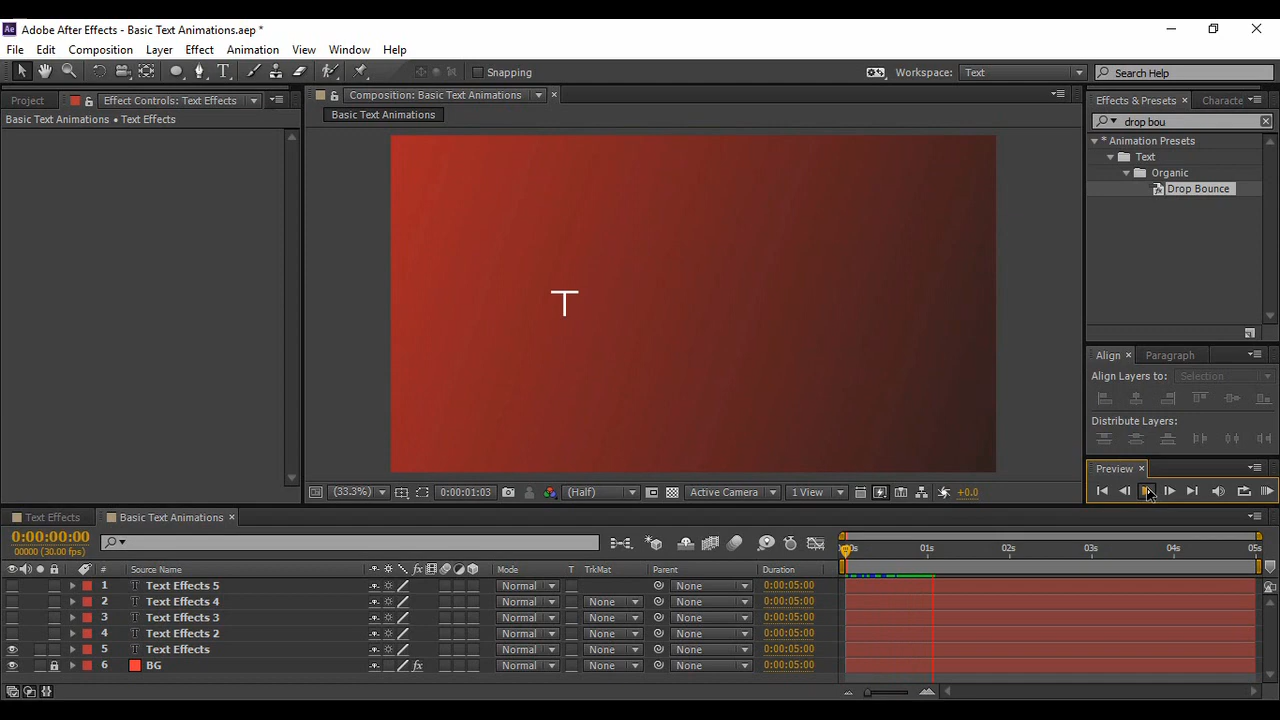 Ae Adobe After Effects - Basic Text Animations.aep *
File Edit Composition Layer Effect Animation View Window Help
Snapping
Workspace: Text
Search Help
Project Effect Controls: Text Effects
Basic Text Animations • Text Effects
Composition: Basic Text Animations
Basic Text Animations
T
(33.3%) 0:00:01:03 (Half) Active Camera 1 View +0.0
Effects & Presets Characte
drop bou
* Animation Presets
Text
Organic
Drop Bounce
Align Paragraph
Align Layers to: Selection
Distribute Layers:
Preview
Text Effects Basic Text Animations
0:00:00:00
00000 (30.00 fps)
01s 02s 03s 04s 05s
# Source Name Mode T TrkMat Parent Duration
1 T Text Effects 5 Normal None 0:00:05:00
2 T Text Effects 4 Normal None None 0:00:05:00
3 T Text Effects 3 Normal None None 0:00:05:00
4 T Text Effects 2 Normal None None 0:00:05:00
5 T Text Effects Normal None None 0:00:05:00
6 BG fx Normal None None 0:00:05:00